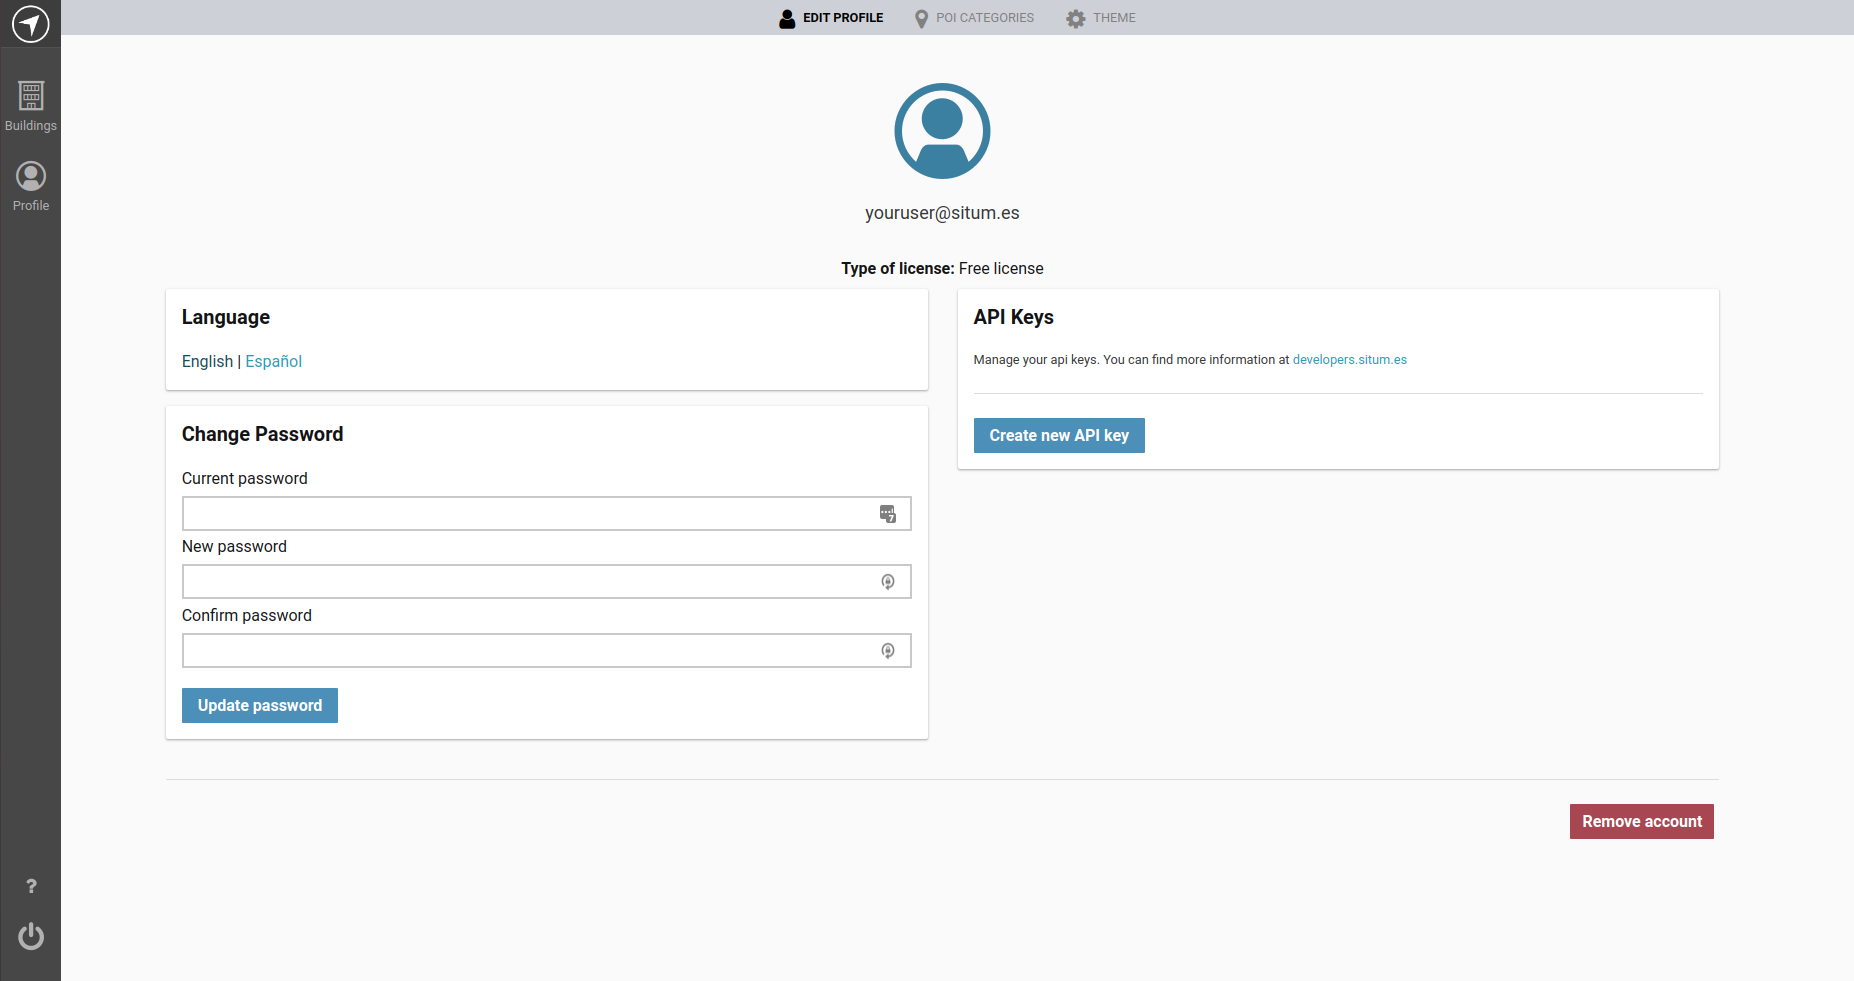 EDIT PROFILE
POI CATEGORIES
THEME
Buildings
Profile
youruser@situm.es
Type of license: Free license
Language
English | Español
Change Password
Current password
New password
Confirm password
Update password
API Keys
Manage your api keys. You can find more information at developers.situm.es
Create new API key
Remove account
?